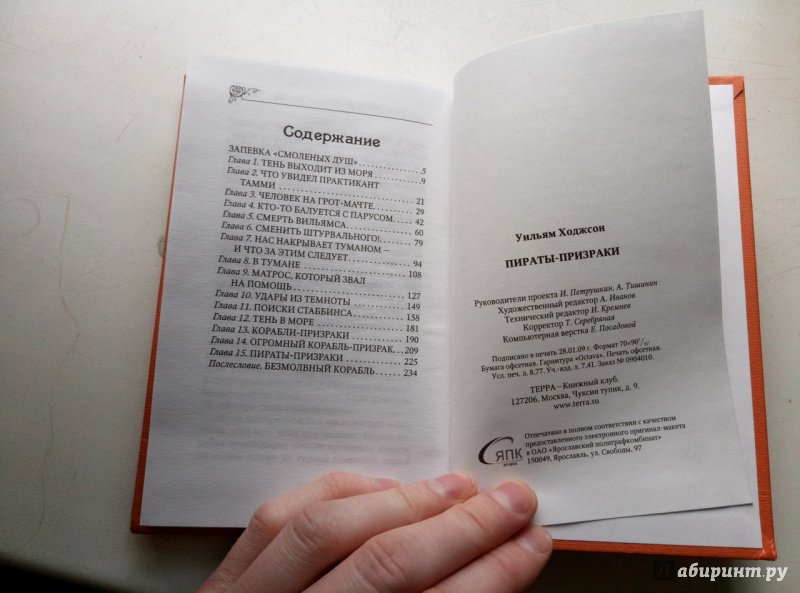 Содержание
ЗАПЕВКА «СМОЛЕНЫХ ДУШ» 5
Глава 1. ТЕНЬ ВЫХОДИТ ИЗ МОРЯ 9
Глава 2. ЧТО УВИДЕЛ ПРАКТИКАНТ
ТАММИ 21
Глава 3. ЧЕЛОВЕК НА ГРОТ-МАЧТЕ. 29
Глава 4. КТО-ТО БАЛУЕТСЯ С ПАРУСОМ. 42
Глава 5. СМЕРТЬ ВИЛЬЯМСА. 60
Глава 6. СМЕНИТЬ ШТУРВАЛЬНОГО! 79
Глава 7. НАС НАКРЫВАЕТ ТУМАНОМ —
И ЧТО ЗА ЭТИМ СЛЕДУЕТ 94
Глава 8. В ТУМАНЕ 108
Глава 9. МАТРОС, КОТОРЫЙ ЗВАЛ
НА ПОМОЩЬ 127
Глава 10. УДАРЫ ИЗ ТЕМНОТЫ 149
Глава 11. ПОИСКИ СТАББИНСА 158
Глава 12. ТЕНЬ В МОРЕ 181
Глава 13. КОРАБЛИ-ПРИЗРАКИ 190
Глава 14. ОГРОМНЫЙ КОРАБЛЬ-ПРИЗРАК. 209
Глава 15. ПИРАТЫ-ПРИЗРАКИ 225
Послесловие. БЕЗМОЛВНЫЙ КОРАБЛЬ 234
Уильям Ходжсон
ПИРАТЫ-ПРИЗРАКИ
Руководители проекта И. Петрушкин, А. Тишинин
Художественный редактор А. Иванов
Технический редактор И. Кремнев
Корректор Т. Серебряная
Компьютерная верстка Е. Посадовой
Подписано в печать 28.01.09. Формат 70×90 1/32
Бумага офсетная. Гарнитура «Octava». Печать офсетная.
Усл. печ. л. 8,77. Уч.-изд. л. 7,41. Заказ № 0904010.
ТЕРРА—Книжный клуб.
127206, Москва, Чуксин тупик, д. 9.
www.terra.su
ЯПК
Отпечатано в полном соответствии с качеством
предоставленного электронного оригинал-макета
в ОАО «Ярославский полиграфкомбинат»
150049, Ярославль, ул. Свободы, 97
Лабиринт.ру